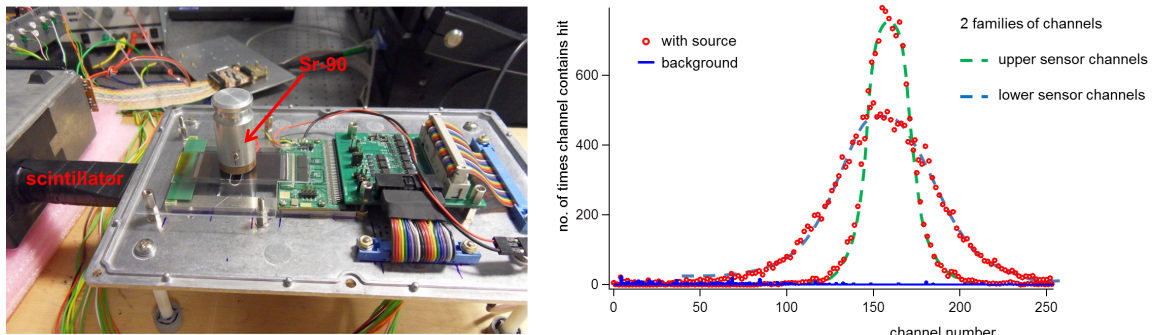 Sr-90
scintillator
no. of times channel contains hit
600
400
200
0
0
50
100
150
200
250
channel number
with source
background
2 families of channels
upper sensor channels
lower sensor channels